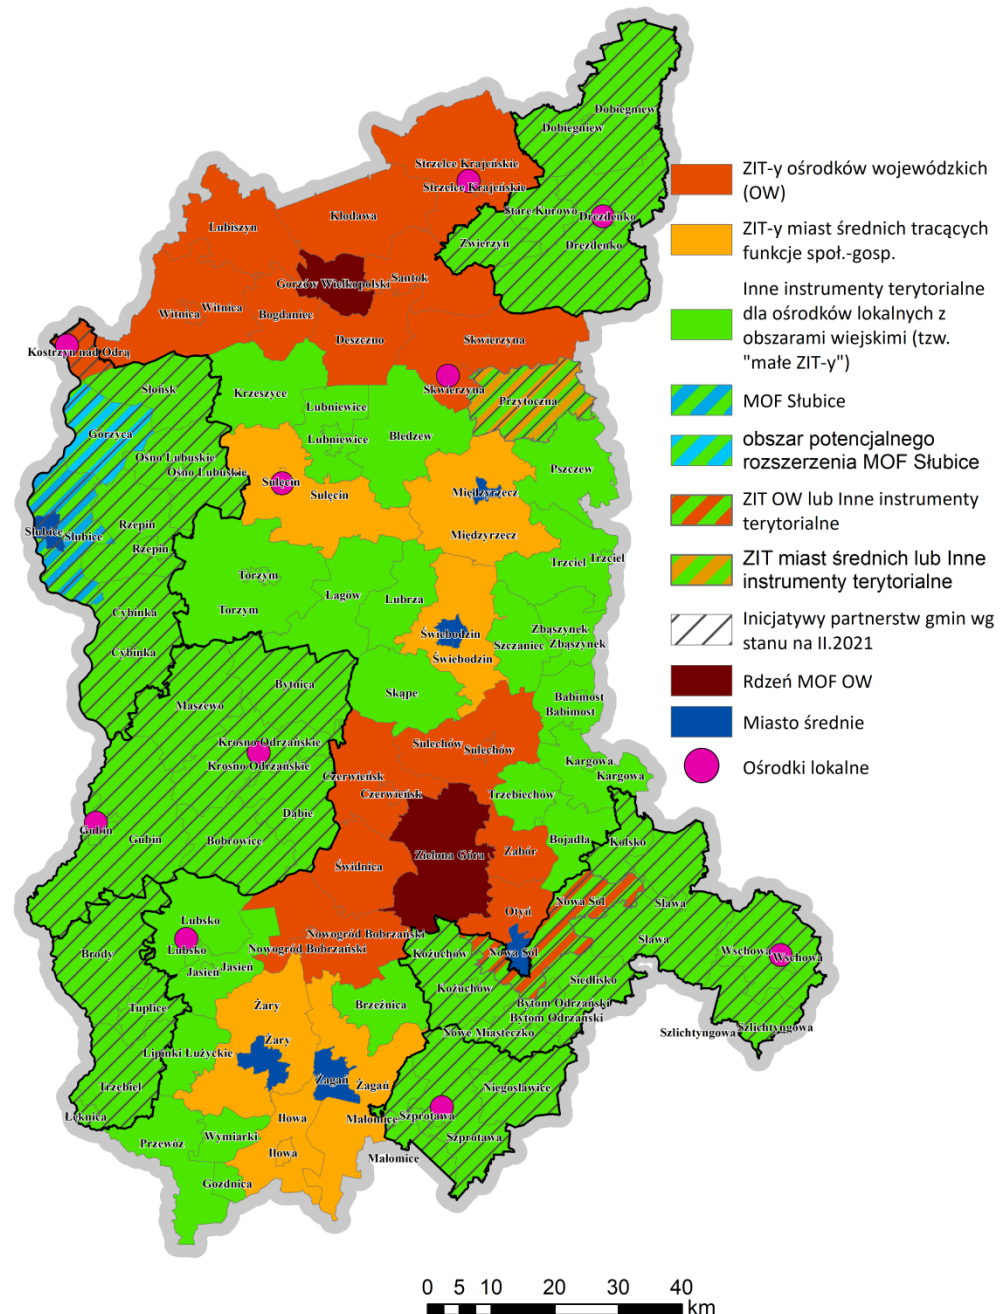 Dobiegniew
Dobiegniew
Strzelce Krajeńskie
Strzelce Krajeńskie
Stare Kurowo
Drezdenko
Drezdenko
Zwierzyn
Kłodawa
Lubiszyn
Santok
Gorzów Wielkopolski
Witnica
Witnica
Bogdaniec
Deszczno
Skwierzyna
Skwierzyna
Kostrzyn nad Odrą
Słońsk
Krzeszyce
Lubniewice
Lubniewice
Przytoczna
Bledzew
Górzyca
Ośno Lubuskie
Ośno Lubuskie
Pszczew
Sulęcin
Sulęcin
Międzyrzecz
Międzyrzecz
Słubice
Słubice
Rzepin
Rzepin
Trzciel
Trzciel
Torzym
Torzym
Łagów
Lubrza
Cybinka
Cybinka
Świebodzin
Świebodzin
Szczaniec
Zbąszynek
Zbąszynek
Bytnica
Maszewo
Skąpe
Babimost
Babimost
Krosno Odrzańskie
Krosno Odrzańskie
Sulechów
Sulechów
Kargowa
Kargowa
Czerwieńsk
Czerwieńsk
Trzebiechów
Dąbie
Gubin
Gubin
Bobrowice
Bojadła
Kolsko
Zielona Góra
Zabór
Świdnica
Otyń
Nowa Sól
Nowa Sól
Sława
Sława
Lubsko
Lubsko
Nowogród Bobrzański
Nowogród Bobrzański
Brody
Jasień
Jasień
Kożuchów
Kożuchów
Siedlisko
Wschowa
Wschowa
Tuplice
Żary
Żary
Brzeźnica
Bytom Odrzański
Bytom Odrzański
Nowe Miasteczko
Szlichtyngowa
Szlichtyngowa
Lipinki Łużyckie
Trzebiel
Żagań
Żagań
Niegosławice
Łęknica
Iłowa
Iłowa
Małomice
Małomice
Szprotawa
Szprotawa
Przewóz
Wymiarki
Gozdnica
ZIT-y ośrodków wojewódzkich
(OW)
ZIT-y miast średnich tracących
funkcje społ.-gosp.
Inne instrumenty terytorialne
dla ośrodków lokalnych z
obszarami wiejskimi (tzw.
"małe ZIT-y")
MOF Słubice
obszar potencjalnego
rozszerzenia MOF Słubice
ZIT OW lub Inne instrumenty
terytorialne
ZIT miast średnich lub Inne
instrumenty terytorialne
Inicjatywy partnerstw gmin wg
stanu na II.2021
Rdzeń MOF OW
Miasto średnie
Ośrodki lokalne
0 5 10 20 30 40
km